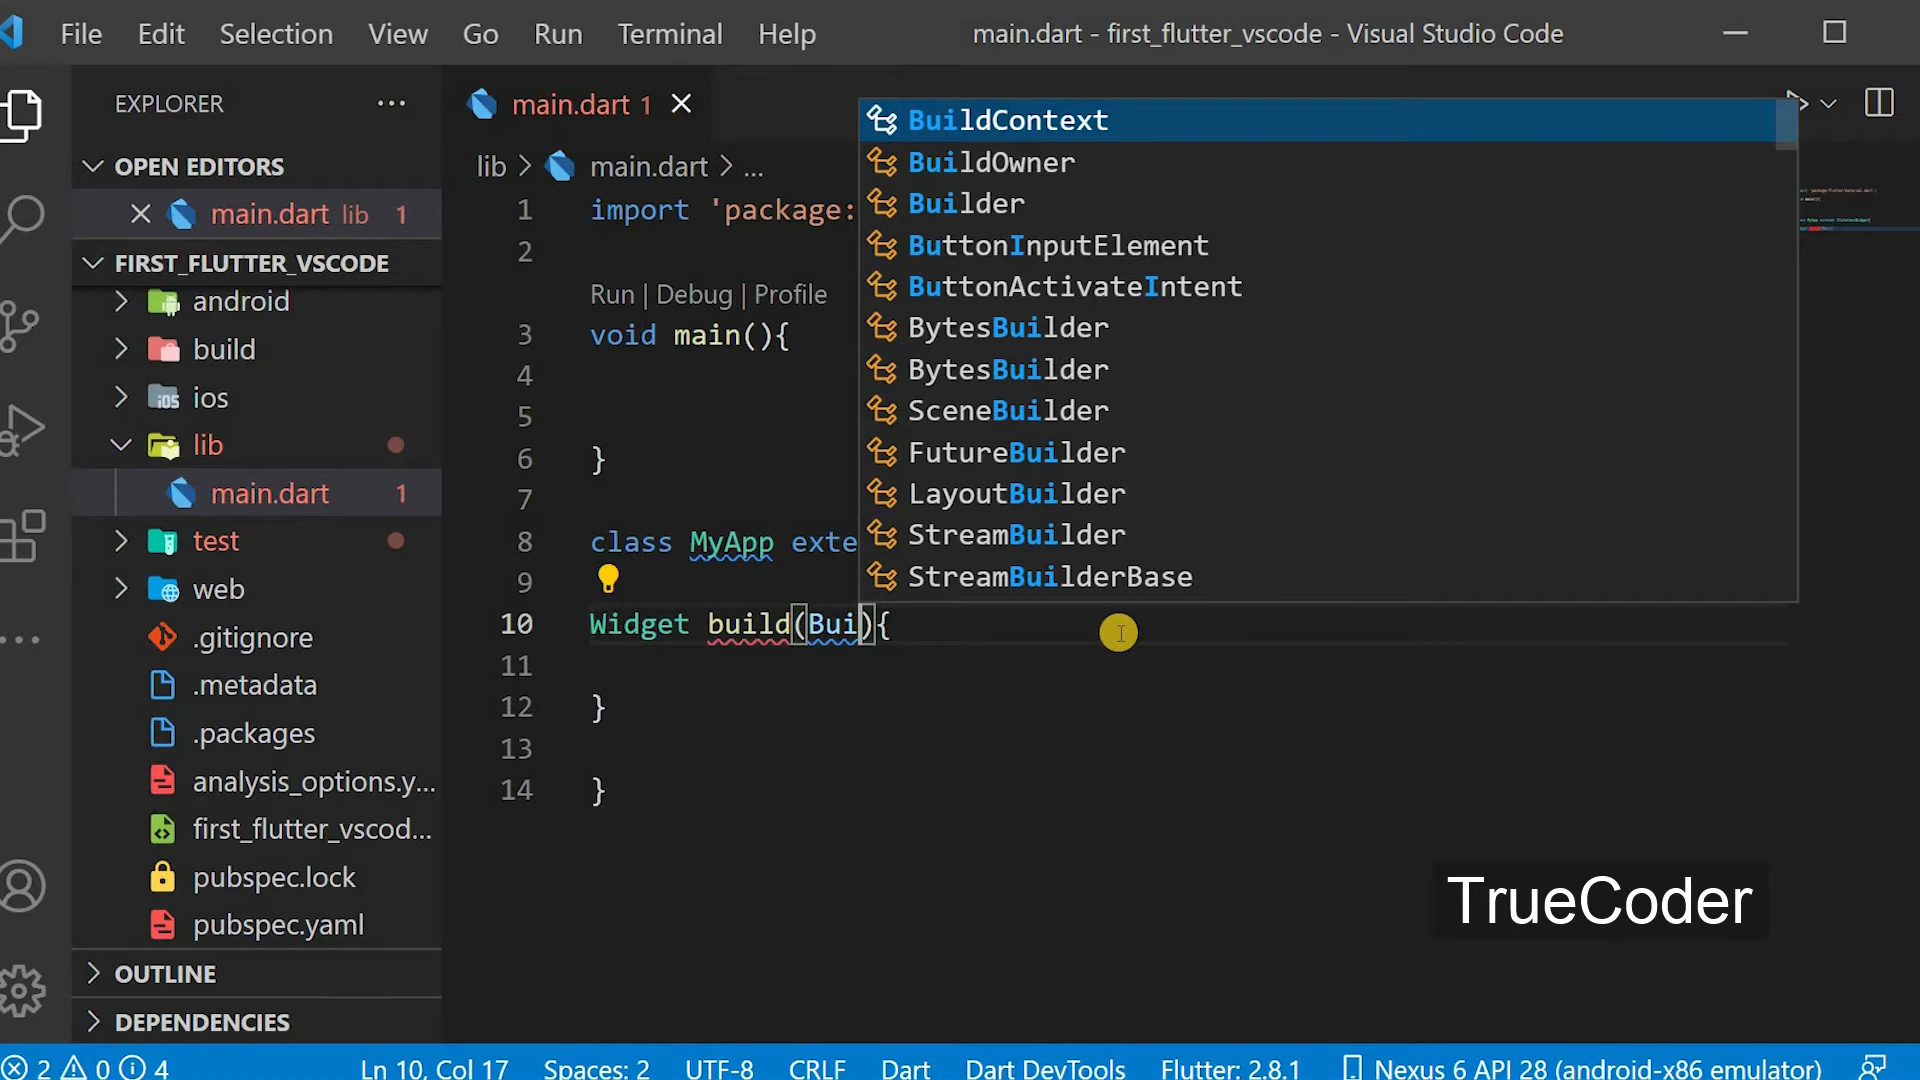 File Edit Selection View Go Run Terminal Help
main.dart - first_flutter_vscode - Visual Studio Code
EXPLORER
OPEN EDITORS
main.dart lib 1
FIRST_FLUTTER_VSCODE
android
build
ios
lib
main.dart 1
test
web
.gitignore
.metadata
.packages
analysis_options.y...
first_flutter_vscod...
pubspec.lock
pubspec.yaml
OUTLINE
DEPENDENCIES
main.dart 1
lib > main.dart > ...
1 import 'package:
2
Run | Debug | Profile
3 void main(){
4
5
6 }
7
8 class MyApp exte
9
10 Widget build(Bui){
11
12 }
13
14 }
BuildContext
BuildOwner
Builder
ButtonInputElement
ButtonActivateIntent
BytesBuilder
BytesBuilder
SceneBuilder
FutureBuilder
LayoutBuilder
StreamBuilder
StreamBuilderBase
TrueCoder
2 0 4 Ln 10, Col 17 Spaces: 2 UTF-8 CRLF Dart Dart DevTools Flutter: 2.8.1 Nexus 6 API 28 (android-x86 emulator)